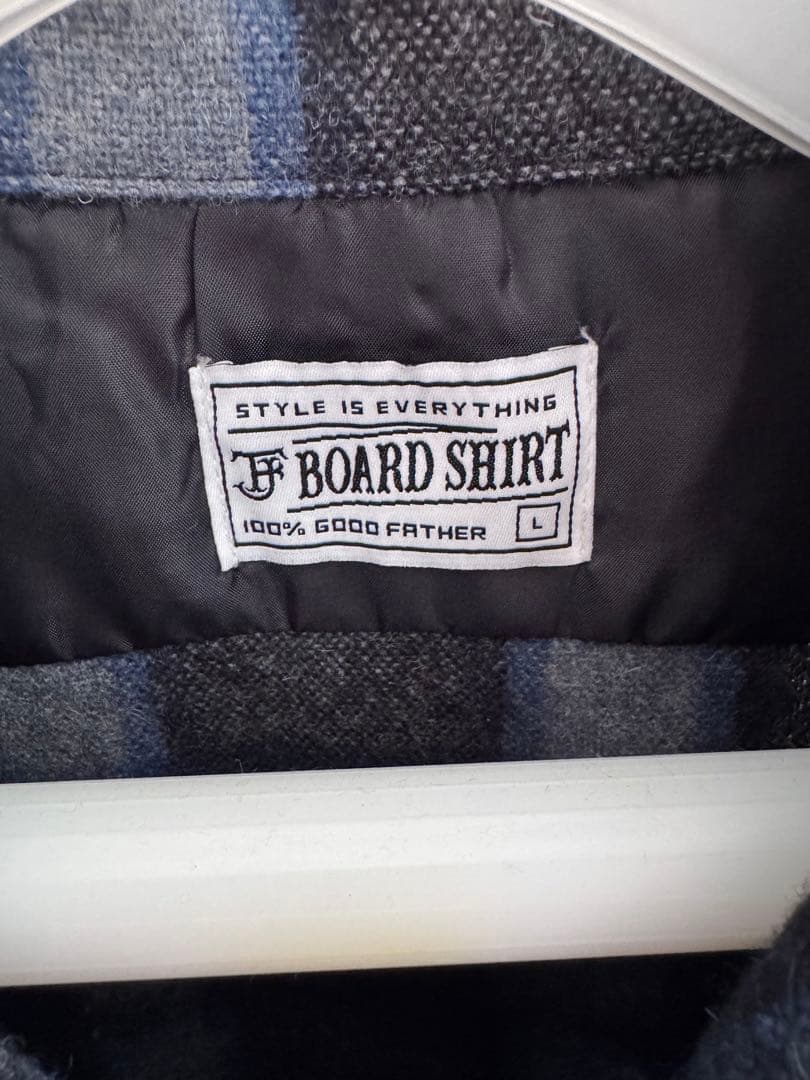 STYLE IS EVERYTHING
BOARD SHIRT
100% GOOD FATHER L